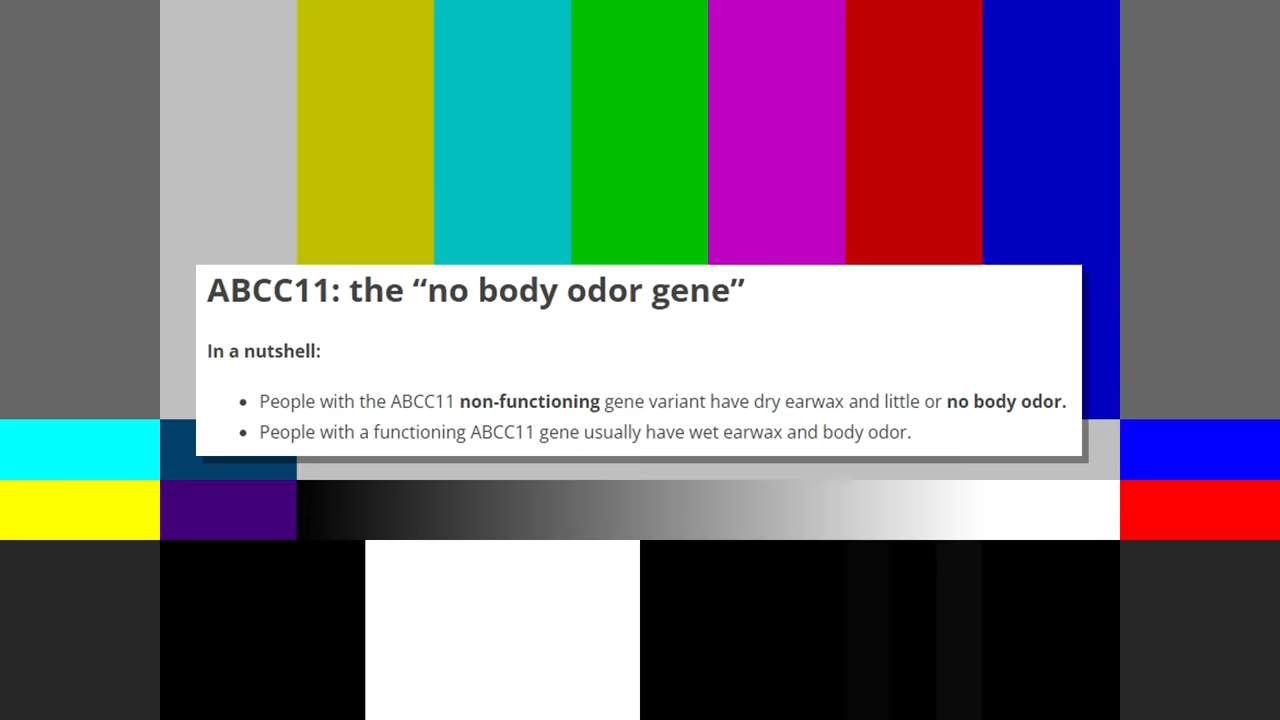 ABCC11: the “no body odor gene”
In a nutshell:
• People with the ABCC11 non-functioning gene variant have dry earwax and little or no body odor.
• People with a functioning ABCC11 gene usually have wet earwax and body odor.